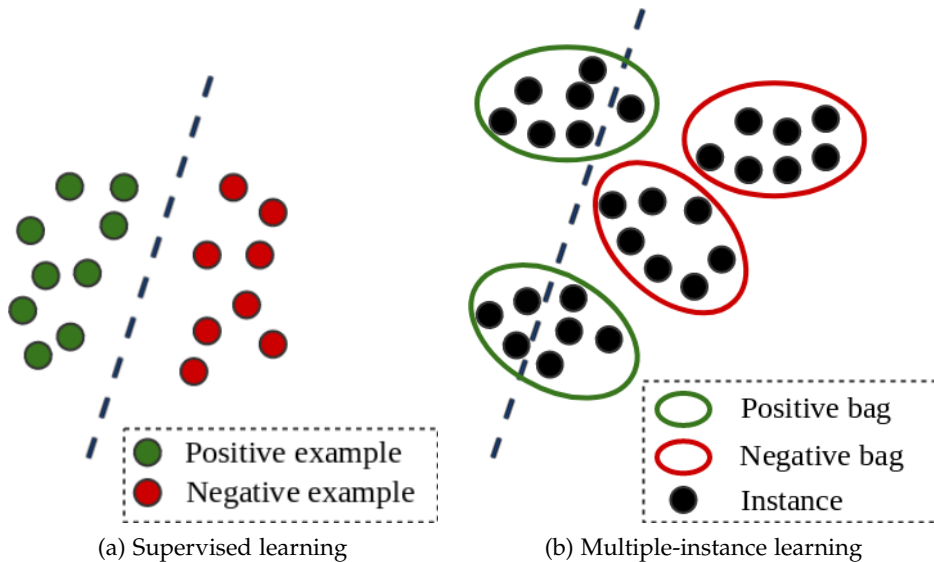 Positive example
Negative example
(a) Supervised learning
Positive bag
Negative bag
Instance
(b) Multiple-instance learning